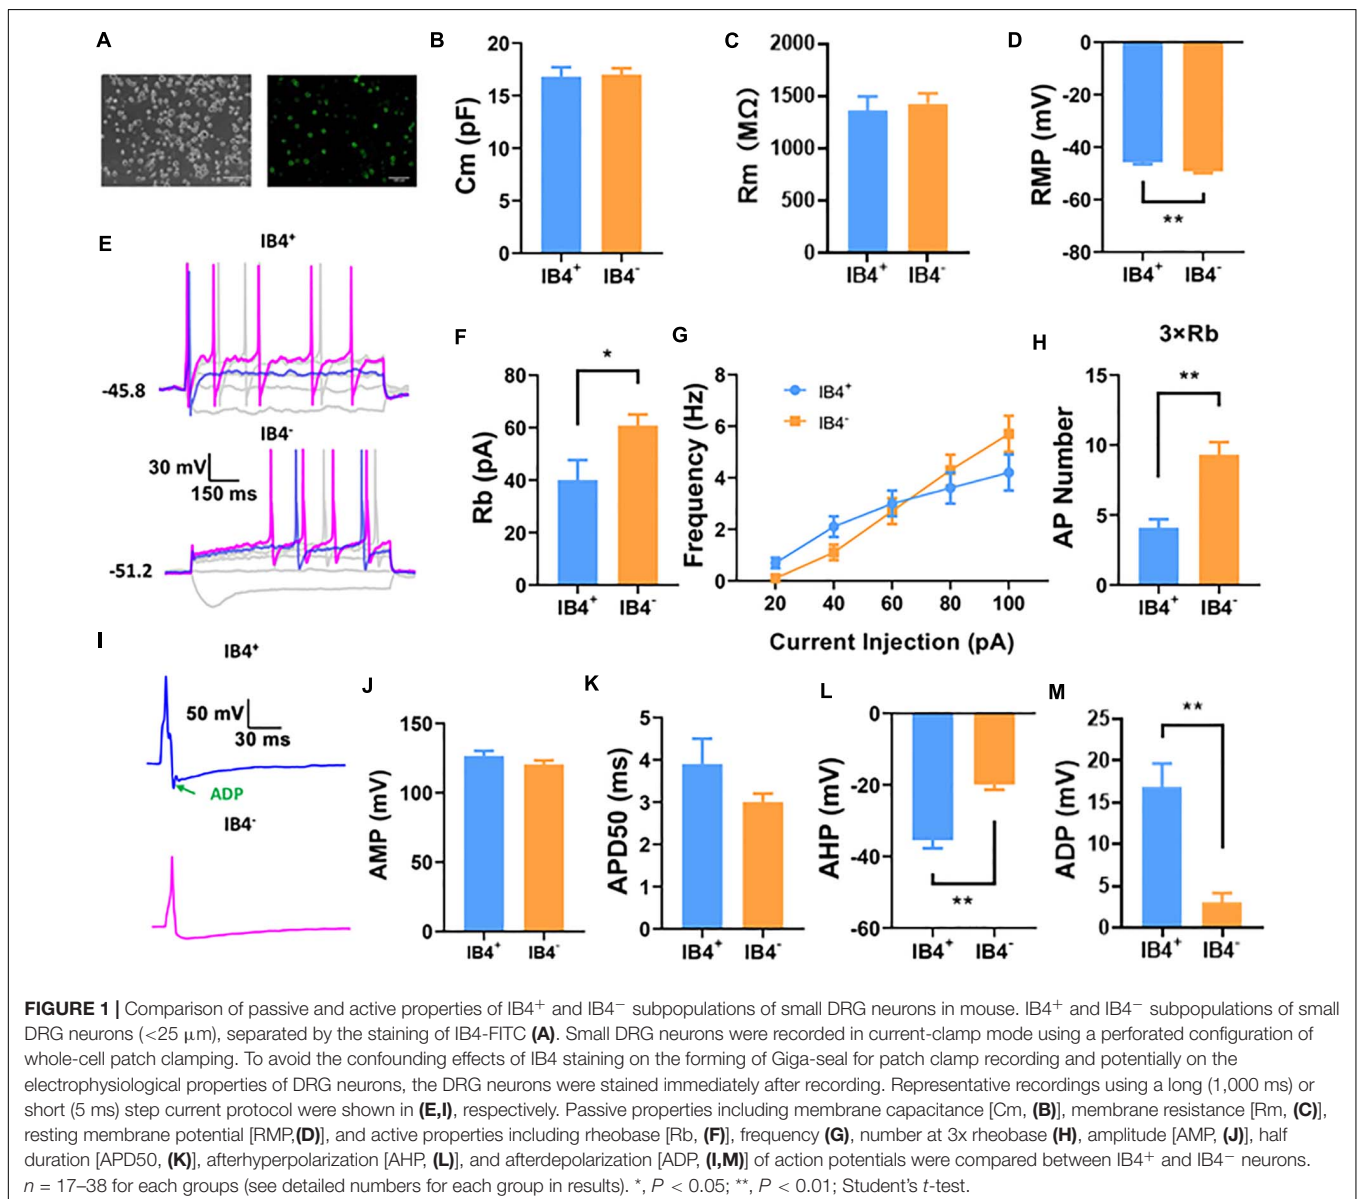 A
B
20
15
10
5
0
Cm (pF)
IB4⁺
IB4⁻
C
2000
1500
1000
500
0
Rm (MΩ)
IB4⁺
IB4⁻
D
0
-20
-40
-60
-80
RMP (mV)
**
IB4⁺
IB4⁻
E
IB4⁺
-45.8
IB4⁻
30 mV
150 ms
-51.2
F
80
60
40
20
0
Rb (pA)
*
IB4⁺
IB4⁻
G
8
6
4
2
0
Frequency (Hz)
IB4⁺
IB4⁻
20 40 60 80 100
Current Injection (pA)
H
3×Rb
15
10
5
0
AP Number
**
IB4⁺
IB4⁻
I
IB4⁺
50 mV
30 ms
ADP
IB4⁻
J
150
100
50
0
AMP (mV)
IB4⁺
IB4⁻
K
5
4
3
2
1
0
APD50 (ms)
IB4⁺
IB4⁻
L
0
-20
-40
-60
AHP (mV)
**
IB4⁺
IB4⁻
M
25
20
15
10
5
0
ADP (mV)
**
IB4⁺
IB4⁻
FIGURE 1 | Comparison of passive and active properties of IB4⁺ and IB4⁻ subpopulations of small DRG neurons in mouse. IB4⁺ and IB4⁻ subpopulations of small
DRG neurons (<25 μm), separated by the staining of IB4-FITC (A). Small DRG neurons were recorded in current-clamp mode using a perforated configuration of
whole-cell patch clamping. To avoid the confounding effects of IB4 staining on the forming of Giga-seal for patch clamp recording and potentially on the
electrophysiological properties of DRG neurons, the DRG neurons were stained immediately after recording. Representative recordings using a long (1,000 ms) or
short (5 ms) step current protocol were shown in (E,I), respectively. Passive properties including membrane capacitance [Cm, (B)], membrane resistance [Rm, (C)],
resting membrane potential [RMP,(D)], and active properties including rheobase [Rb, (F)], frequency (G), number at 3x rheobase (H), amplitude [AMP, (J)], half
duration [APD50, (K)], afterhyperpolarization [AHP, (L)], and afterdepolarization [ADP, (I,M)] of action potentials were compared between IB4⁺ and IB4⁻ neurons.
n = 17–38 for each groups (see detailed numbers for each group in results). *, P < 0.05; **, P < 0.01; Student's t-test.